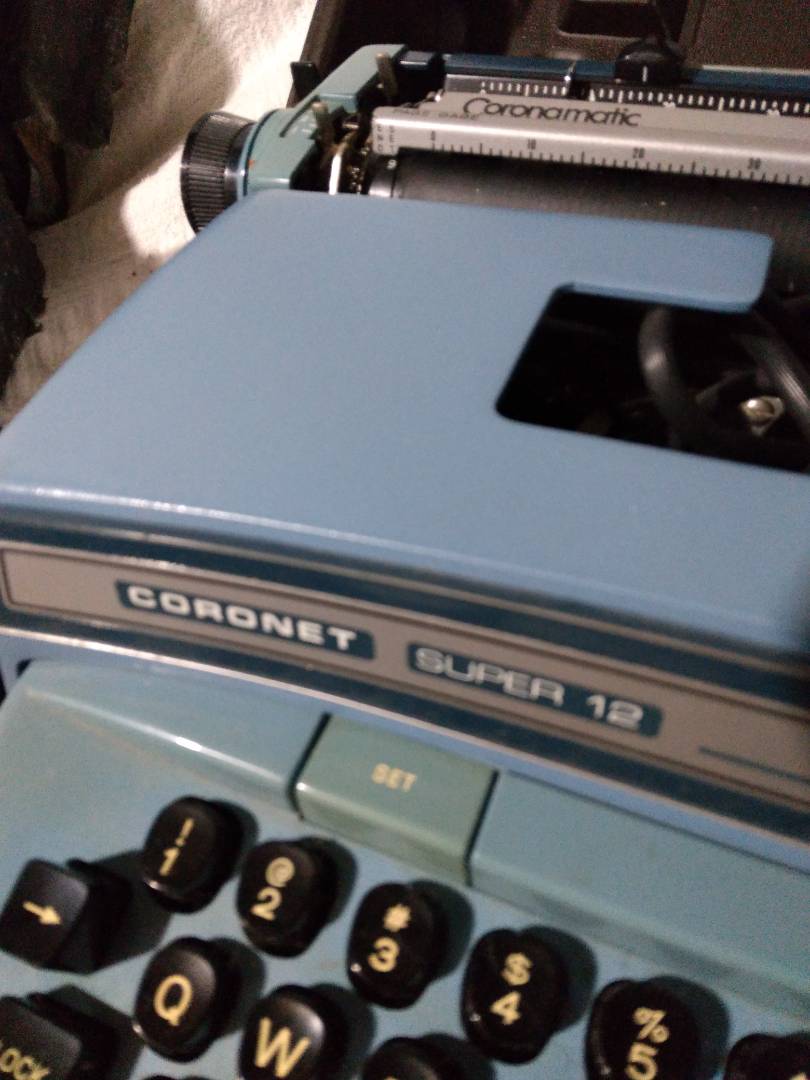 Coronamatic
10 20 30
CORONET SUPER 12
SET
! @ # $ %
1 2 3 4 5
→
Q W
LOCK